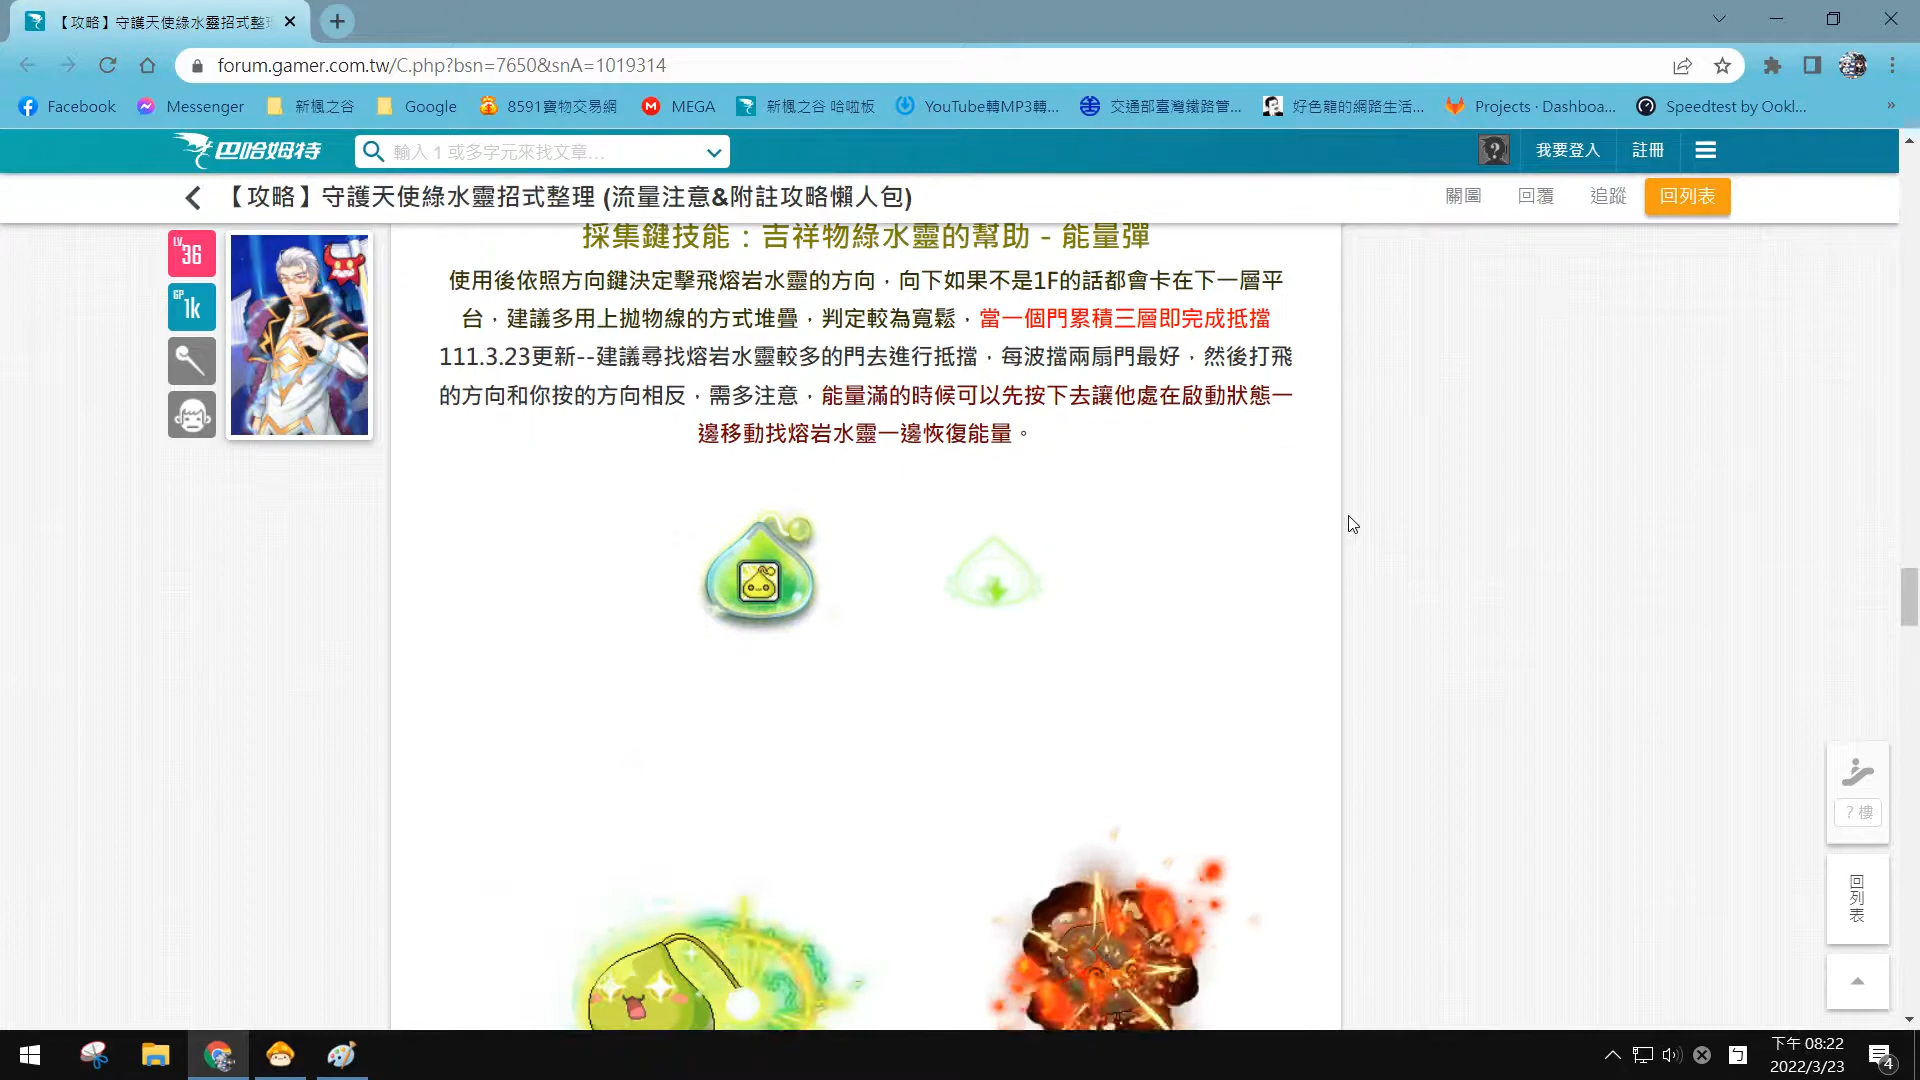 【攻略】守護天使綠水靈招式整理
forum.gamer.com.tw/C.php?bsn=7650&snA=1019314
Facebook
Messenger
新楓之谷
Google
8591寶物交易網
MEGA
新楓之谷 哈啦板
YouTube轉MP3轉...
交通部臺灣鐵路管...
好色龍的網路生活...
Projects · Dashboa...
Speedtest by Ookl...
»
巴哈姆特
輸入 1 或多字元來找文章...
我要登入
註冊
【攻略】守護天使綠水靈招式整理 (流量注意&附註攻略懶人包)
關圖
回覆
追蹤
回列表
LV.
36
GP
1k
採集鍵技能：吉祥物綠水靈的幫助 - 能量彈
使用後依照方向鍵決定擊飛熔岩水靈的方向，向下如果不是1F的話都會卡在下一層平
台，建議多用上拋物線的方式堆疊，判定較為寬鬆，當一個門累積三層即完成抵擋
111.3.23更新--建議尋找熔岩水靈較多的門去進行抵擋，每波擋兩扇門最好，然後打飛
的方向和你按的方向相反，需多注意，能量滿的時候可以先按下去讓他處在啟動狀態一
邊移動找熔岩水靈一邊恢復能量。
? 樓
回列表
下午 08:22
2022/3/23
4